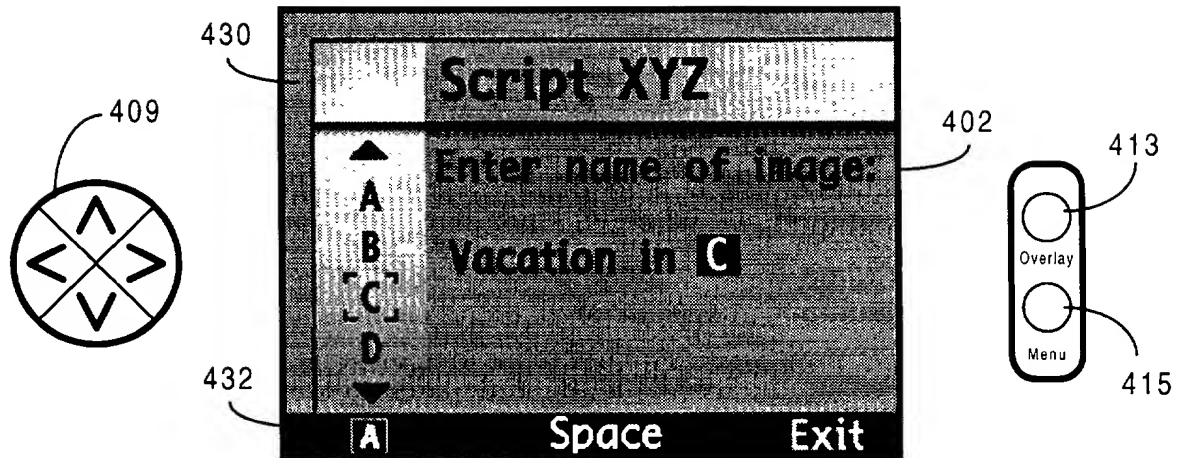 430
Script XYZ
409
402
413
A
Enter name of image:
B
Vacation in C
Overlay
C
D
Menu
432
415
A Space Exit